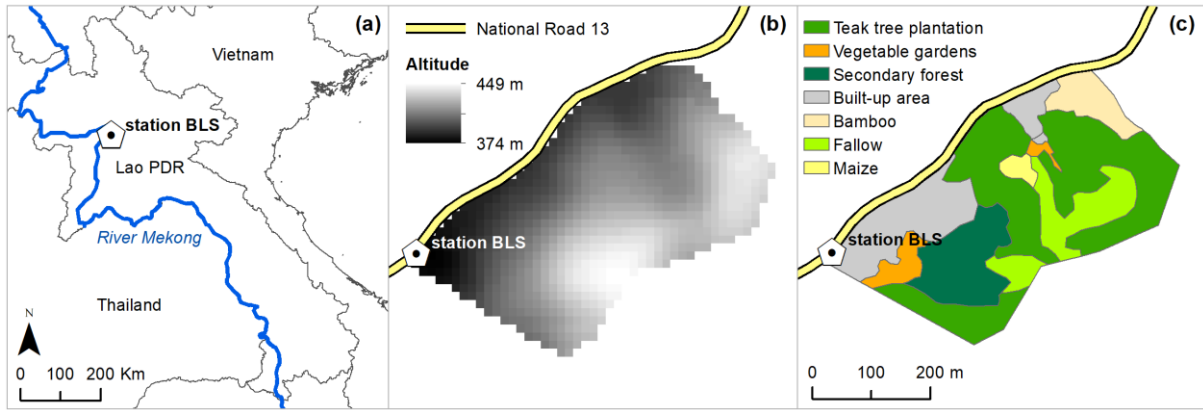 (a)
Vietnam
station BLS
Lao PDR
River Mekong
Thailand
N
0 100 200 Km
(b)
National Road 13
Altitude
449 m
374 m
station BLS
(c)
Teak tree plantation
Vegetable gardens
Secondary forest
Built-up area
Bamboo
Fallow
Maize
station BLS
0 100 200 m